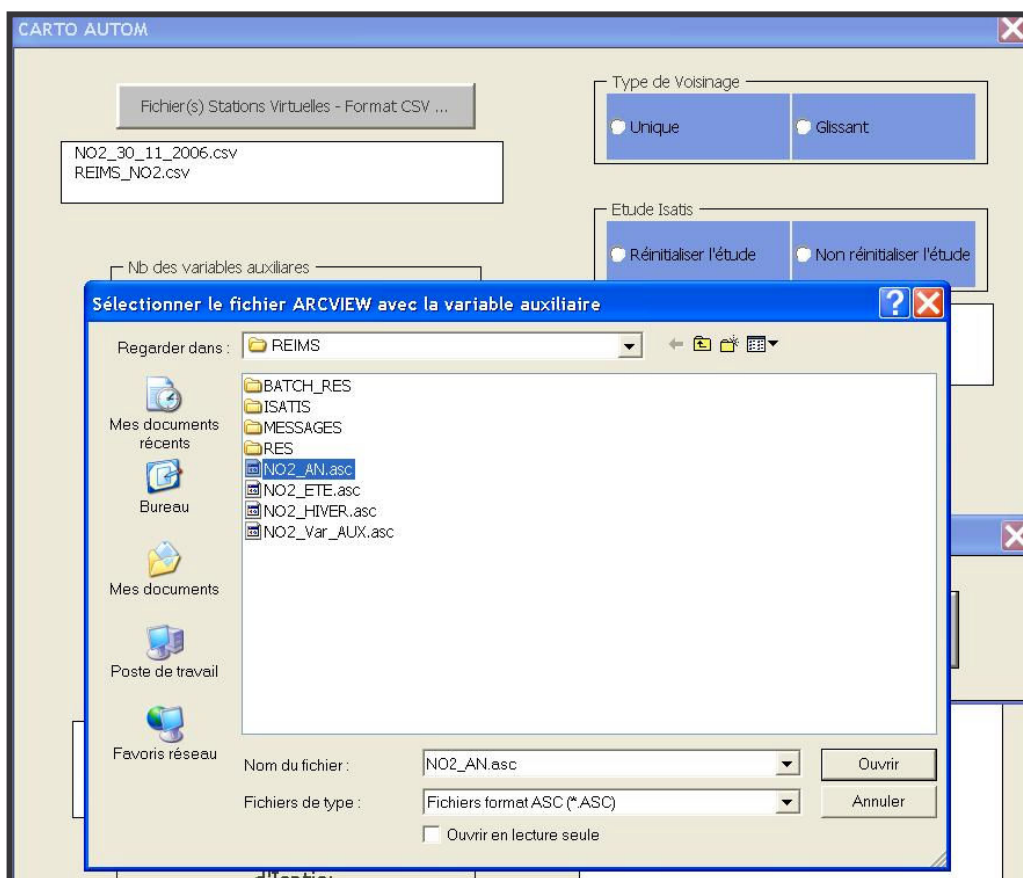 CARTO AUTOM
Fichier(s) Stations Virtuelles - Format CSV ...
NO2_30_11_2006.csv
REIMS_NO2.csv
Type de Voisinage
Unique
Glissant
Etude Isatis
Réinitialiser l'étude
Non réinitialiser l'étude
Nb des variables auxiliares
Sélectionner le fichier ARCVIEW avec la variable auxiliaire
Regarder dans :
REIMS
Mes documents
récents
Bureau
Mes documents
Poste de travail
Favoris réseau
BATCH_RES
ISATIS
MESSAGES
RES
NO2_AN.asc
NO2_ETE.asc
NO2_HIVER.asc
NO2_Var_AUX.asc
Nom du fichier :
NO2_AN.asc
Ouvrir
Fichiers de type :
Fichiers format ASC (*.ASC)
Annuler
Ouvrir en lecture seule